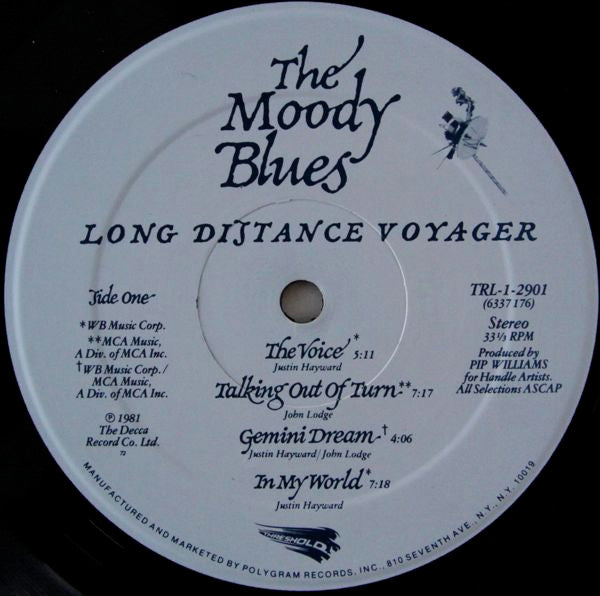 The
Moody
Blues
LONG DISTANCE VOYAGER
Side One
* WB Music Corp.
** MCA Music,
A Div. of MCA Inc.
† WB Music Corp. /
MCA Music,
A Div. of MCA Inc.
℗ 1981
The Decca
Record Co. Ltd.
72
The Voice* 5:11
Justin Hayward
Talking Out Of Turn** 7:17
John Lodge
Gemini Dream† 4:06
Justin Hayward / John Lodge
In My World* 7:18
Justin Hayward
TRL-1-2901
(6337 176)
Stereo
33⅓ RPM
Produced by
PIP WILLIAMS
for Handle Artists.
All Selections ASCAP
THRESHOLD
MANUFACTURED AND MARKETED BY POLYGRAM RECORDS, INC., 810 SEVENTH AVE., N.Y., N.Y. 10019